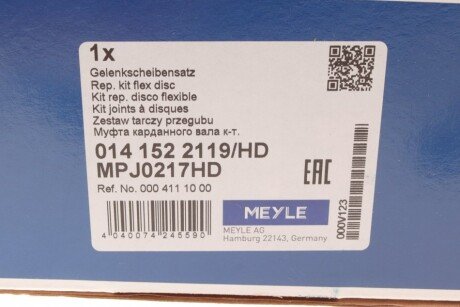 1x
Gelenkscheibensatz
Rep. kit flex disc
Kit rep. disco flexible
Kit joints à disques
Zestaw tarczy przegubu
Муфта карданного вала к-т.
014 152 2119/HD
MPJ0217HD
Ref. No. 000 411 10 00
EAC
MEYLE
MEYLE AG
Hamburg 22143, Germany
4 040074 245590
000V123